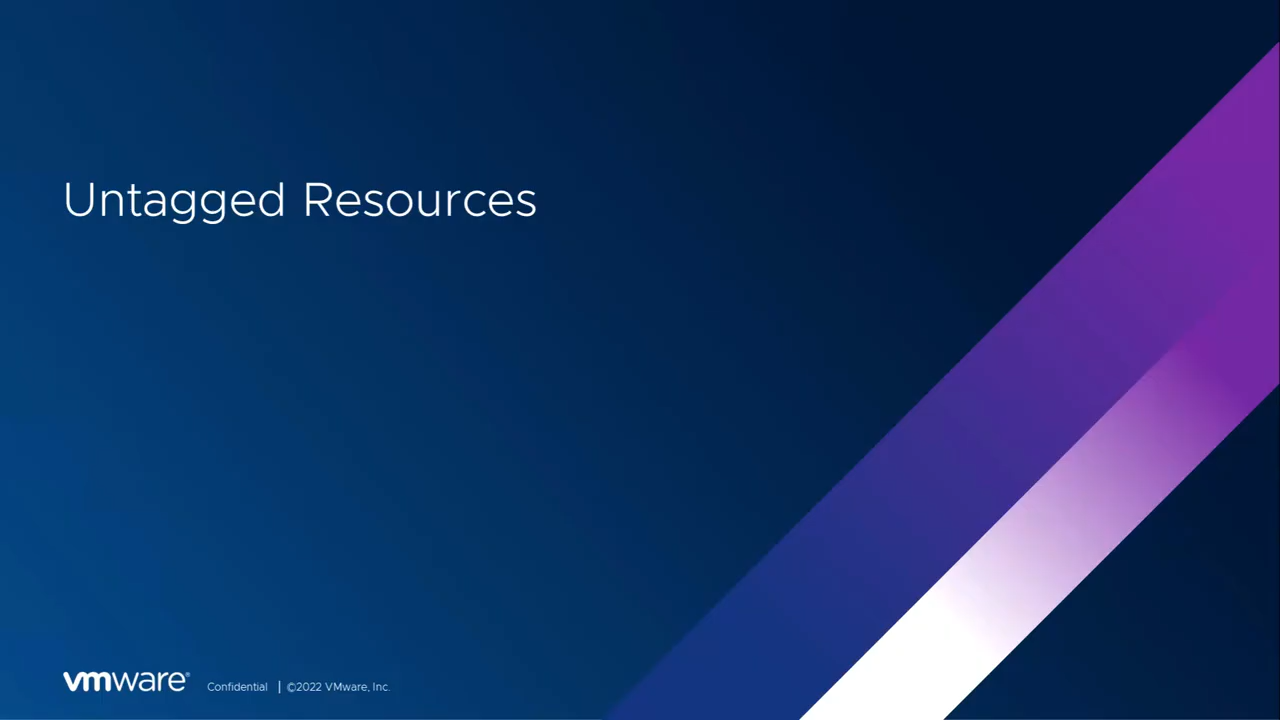 Untagged Resources
vmware® Confidential | ©2022 VMware, Inc.